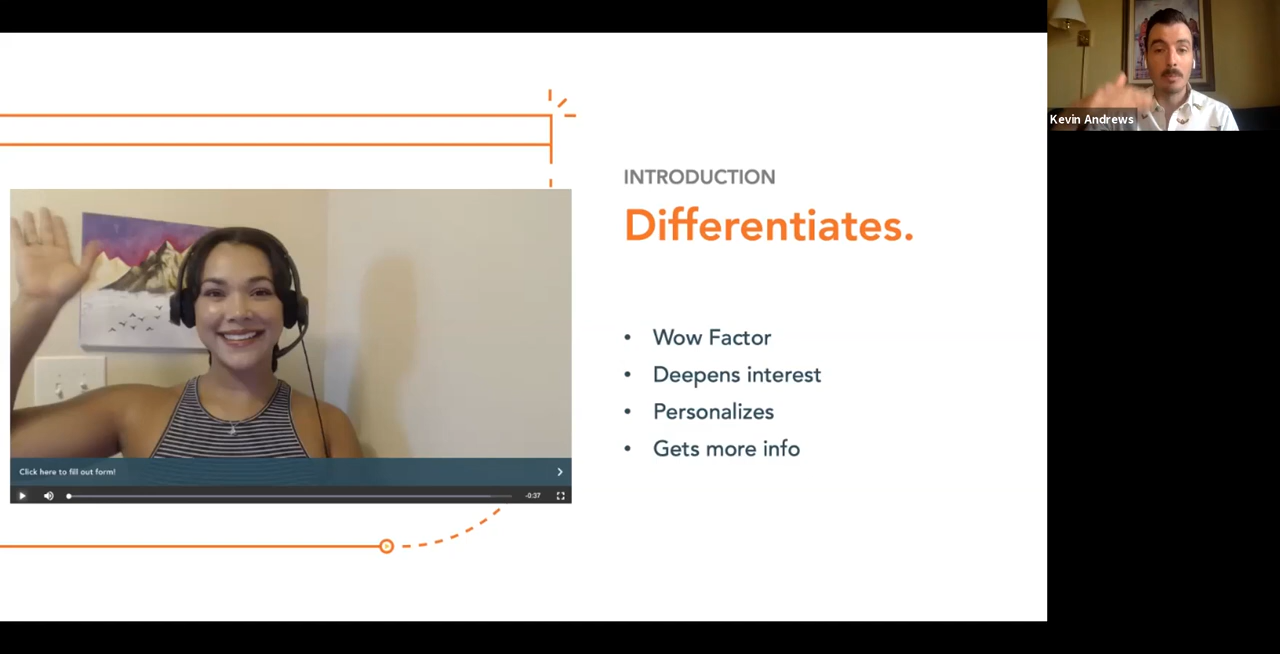 Kevin Andrews
INTRODUCTION
Differentiates.
• Wow Factor
• Deepens interest
• Personalizes
• Gets more info
Click here to fill out form!
-0:37